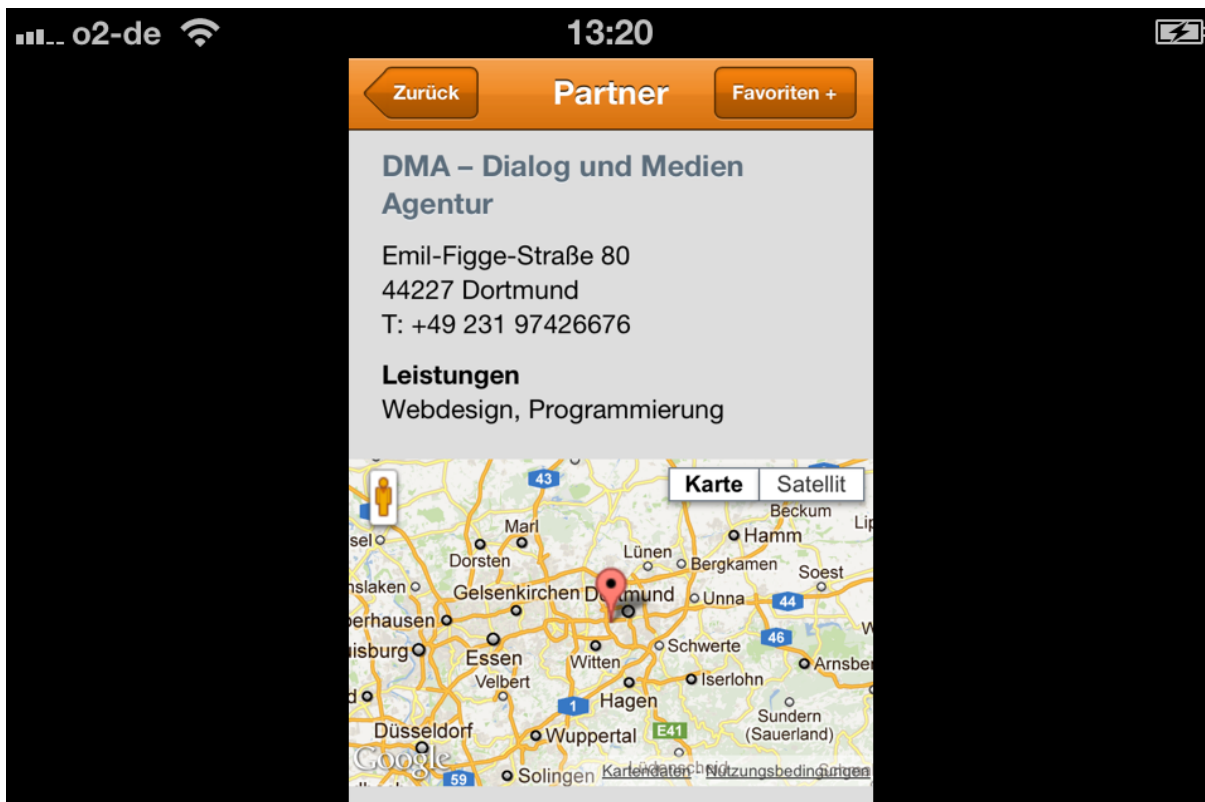 o2-de
13:20
Zurück
Partner
Favoriten +
DMA – Dialog und Medien
Agentur
Emil-Figge-Straße 80
44227 Dortmund
T: +49 231 97426676
Leistungen
Webdesign, Programmierung
43
Karte
Satellit
Beckum
Marl
Hamm
Dorsten
Lünen
Bergkamen
Soest
Gelsenkirchen
Unna
44
46
Schwerte
Essen
Witten
Velbert
Iserlohn
1
Hagen
Sundern
(Sauerland)
Düsseldorf
Wuppertal
E41
Google
59
Solingen
Kartendaten - Nutzungsbedingungen